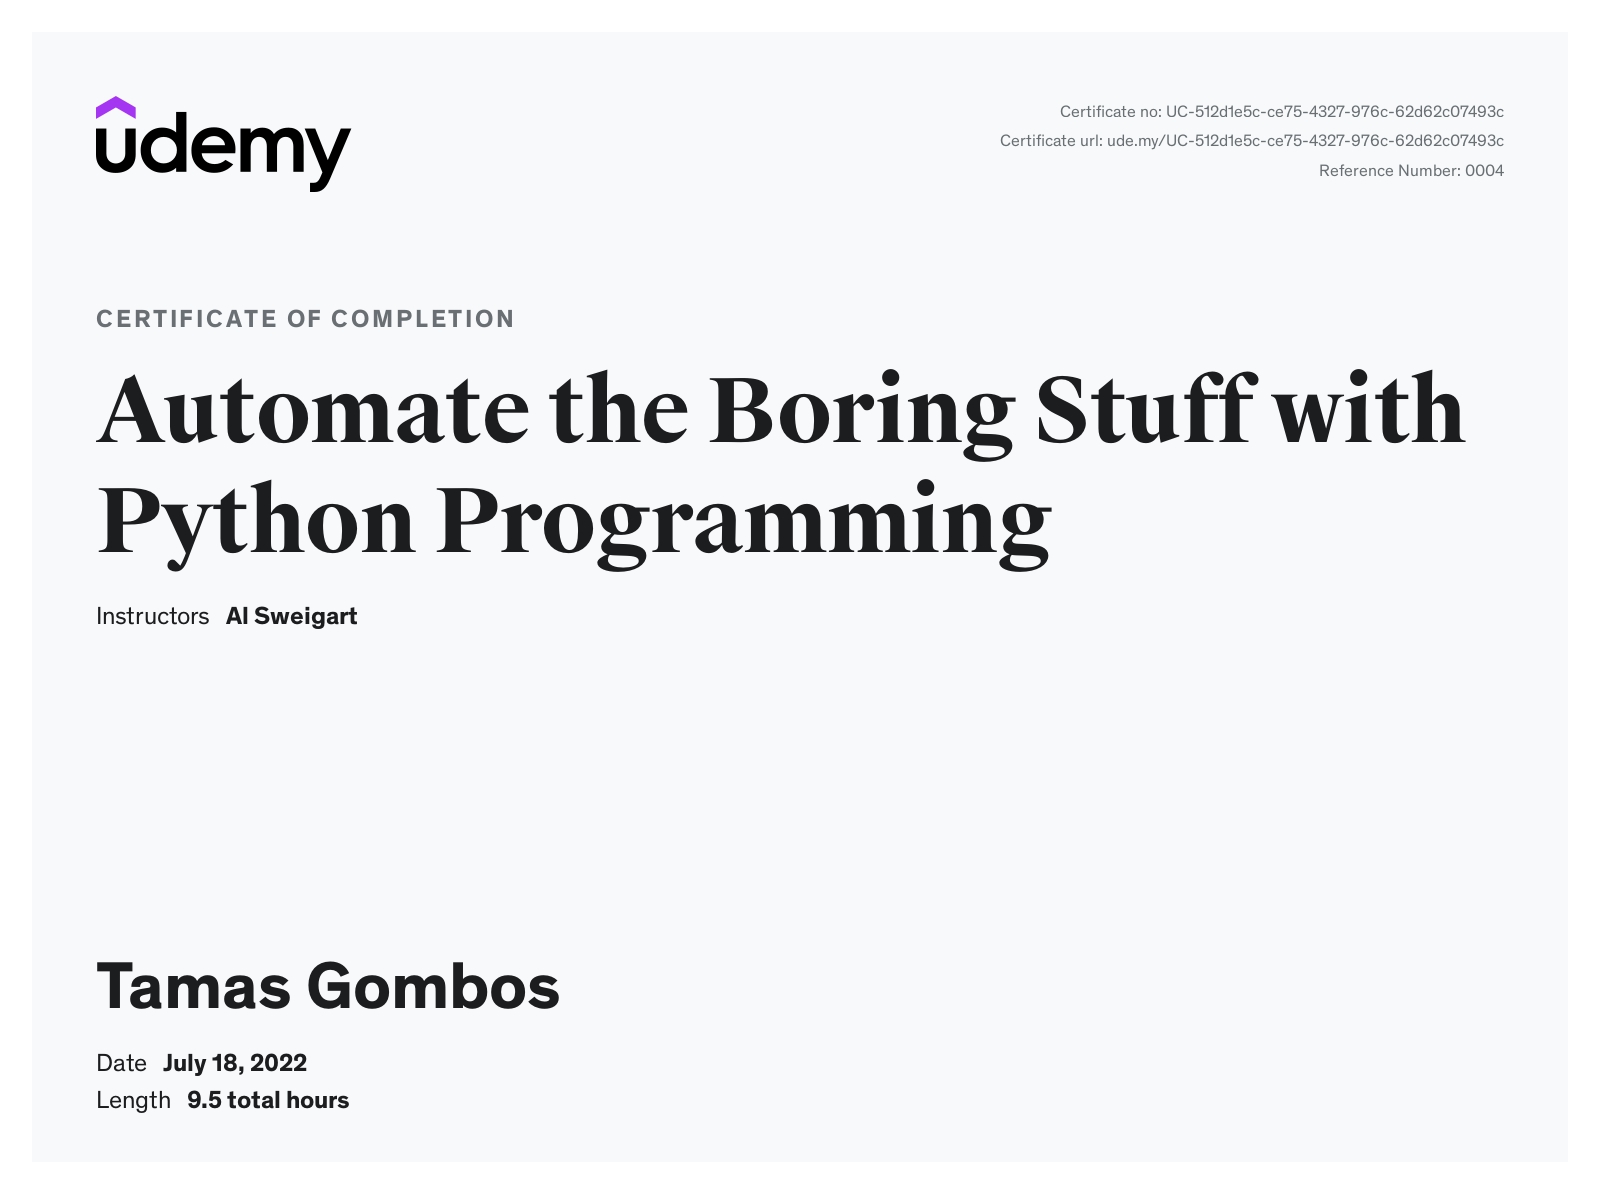 udemy
Certificate no: UC-512d1e5c-ce75-4327-976c-62d62c07493c
Certificate url: ude.my/UC-512d1e5c-ce75-4327-976c-62d62c07493c
Reference Number: 0004
CERTIFICATE OF COMPLETION
Automate the Boring Stuff with
Python Programming
Instructors Al Sweigart
Tamas Gombos
Date July 18, 2022
Length 9.5 total hours